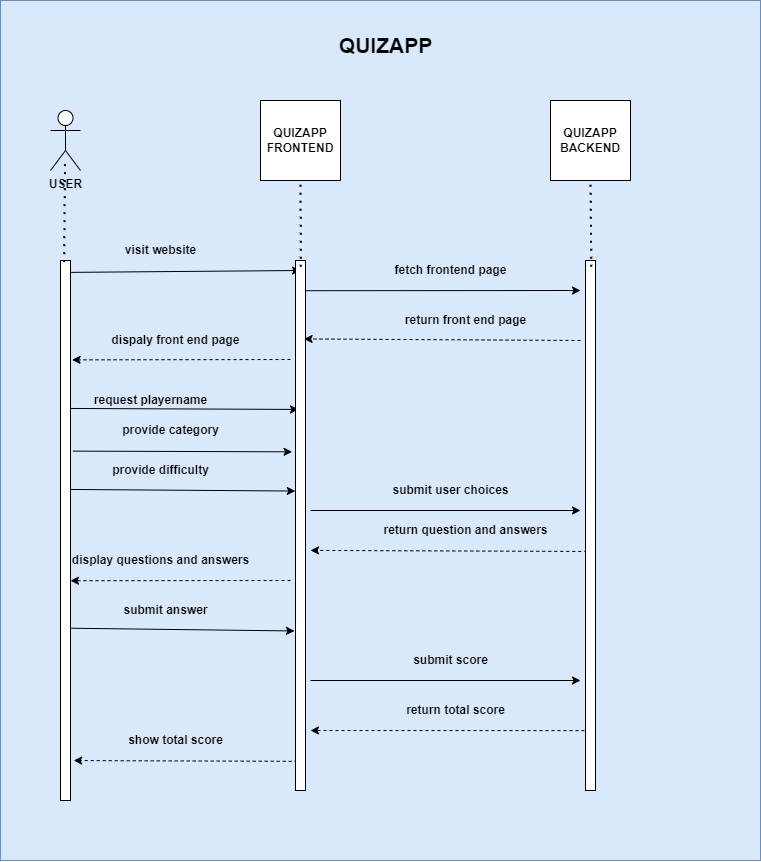 QUIZAPP
QUIZAPP
FRONTEND
QUIZAPP
BACKEND
USER
visit website
fetch frontend page
return front end page
dispaly front end page
request playername
provide category
provide difficulty
submit user choices
return question and answers
display questions and answers
submit answer
submit score
return total score
show total score